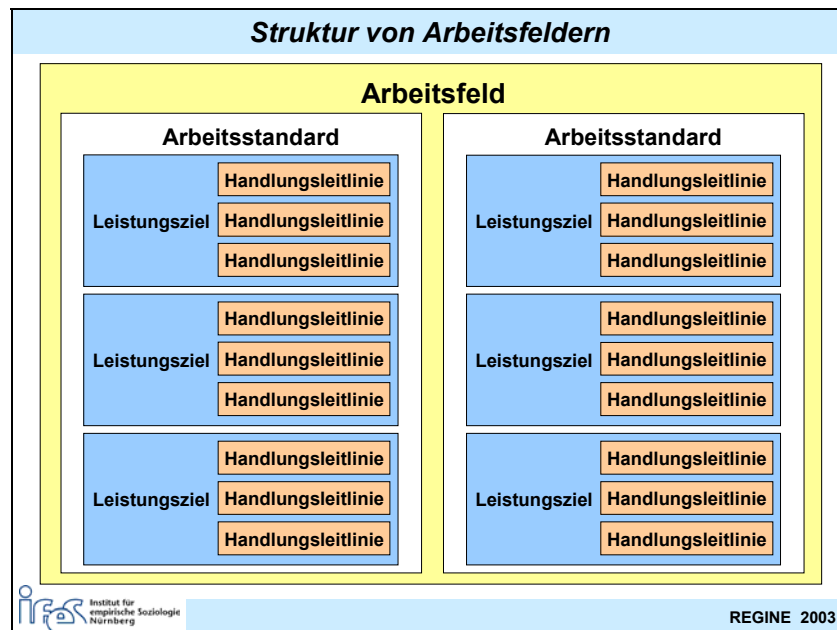 Struktur von Arbeitsfeldern
Arbeitsfeld
Arbeitsstandard
Leistungsziel
Handlungsleitlinie
Handlungsleitlinie
Handlungsleitlinie
Leistungsziel
Handlungsleitlinie
Handlungsleitlinie
Handlungsleitlinie
Leistungsziel
Handlungsleitlinie
Handlungsleitlinie
Handlungsleitlinie
Arbeitsstandard
Leistungsziel
Handlungsleitlinie
Handlungsleitlinie
Handlungsleitlinie
Leistungsziel
Handlungsleitlinie
Handlungsleitlinie
Handlungsleitlinie
Leistungsziel
Handlungsleitlinie
Handlungsleitlinie
Handlungsleitlinie
ifes
Institut für
empirische Soziologie
Nürnberg
REGINE 2003